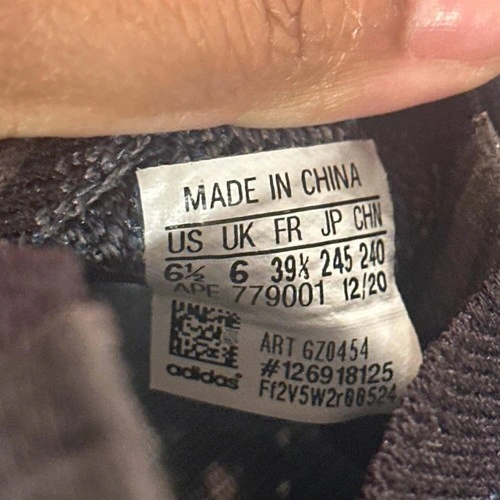 MADE IN CHINA
US UK FR JP CHN
6½ 6 39⅓ 245 240
APE 779001 12/20
ART GZ0454
#126918125
adidas
Ff2V5W2r00524